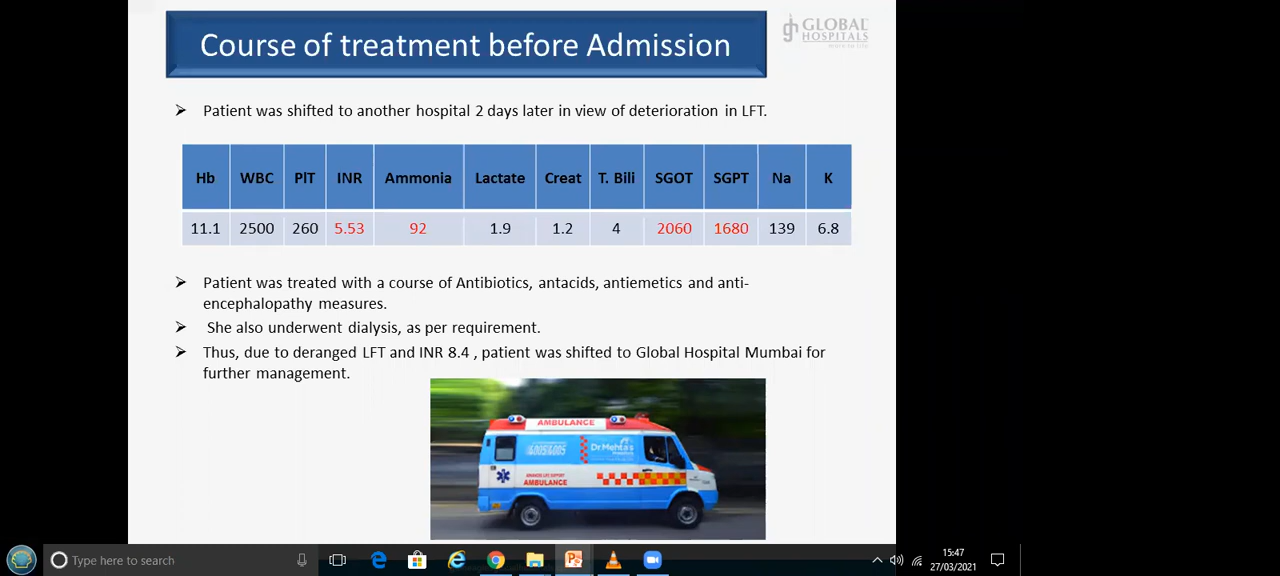 Course of treatment before Admission
GLOBAL
HOSPITALS
➤ Patient was shifted to another hospital 2 days later in view of deterioration in LFT.
Hb WBC PlT INR Ammonia Lactate Creat T. Bili SGOT SGPT Na K
11.1 2500 260 5.53 92 1.9 1.2 4 2060 1680 139 6.8
➤ Patient was treated with a course of Antibiotics, antacids, antiemetics and anti-
encephalopathy measures.
➤ She also underwent dialysis, as per requirement.
➤ Thus, due to deranged LFT and INR 8.4 , patient was shifted to Global Hospital Mumbai for
further management.
AMBULANCE
Dr.Mehta's
AMBULANCE
Type here to search
15:47
27/03/2021